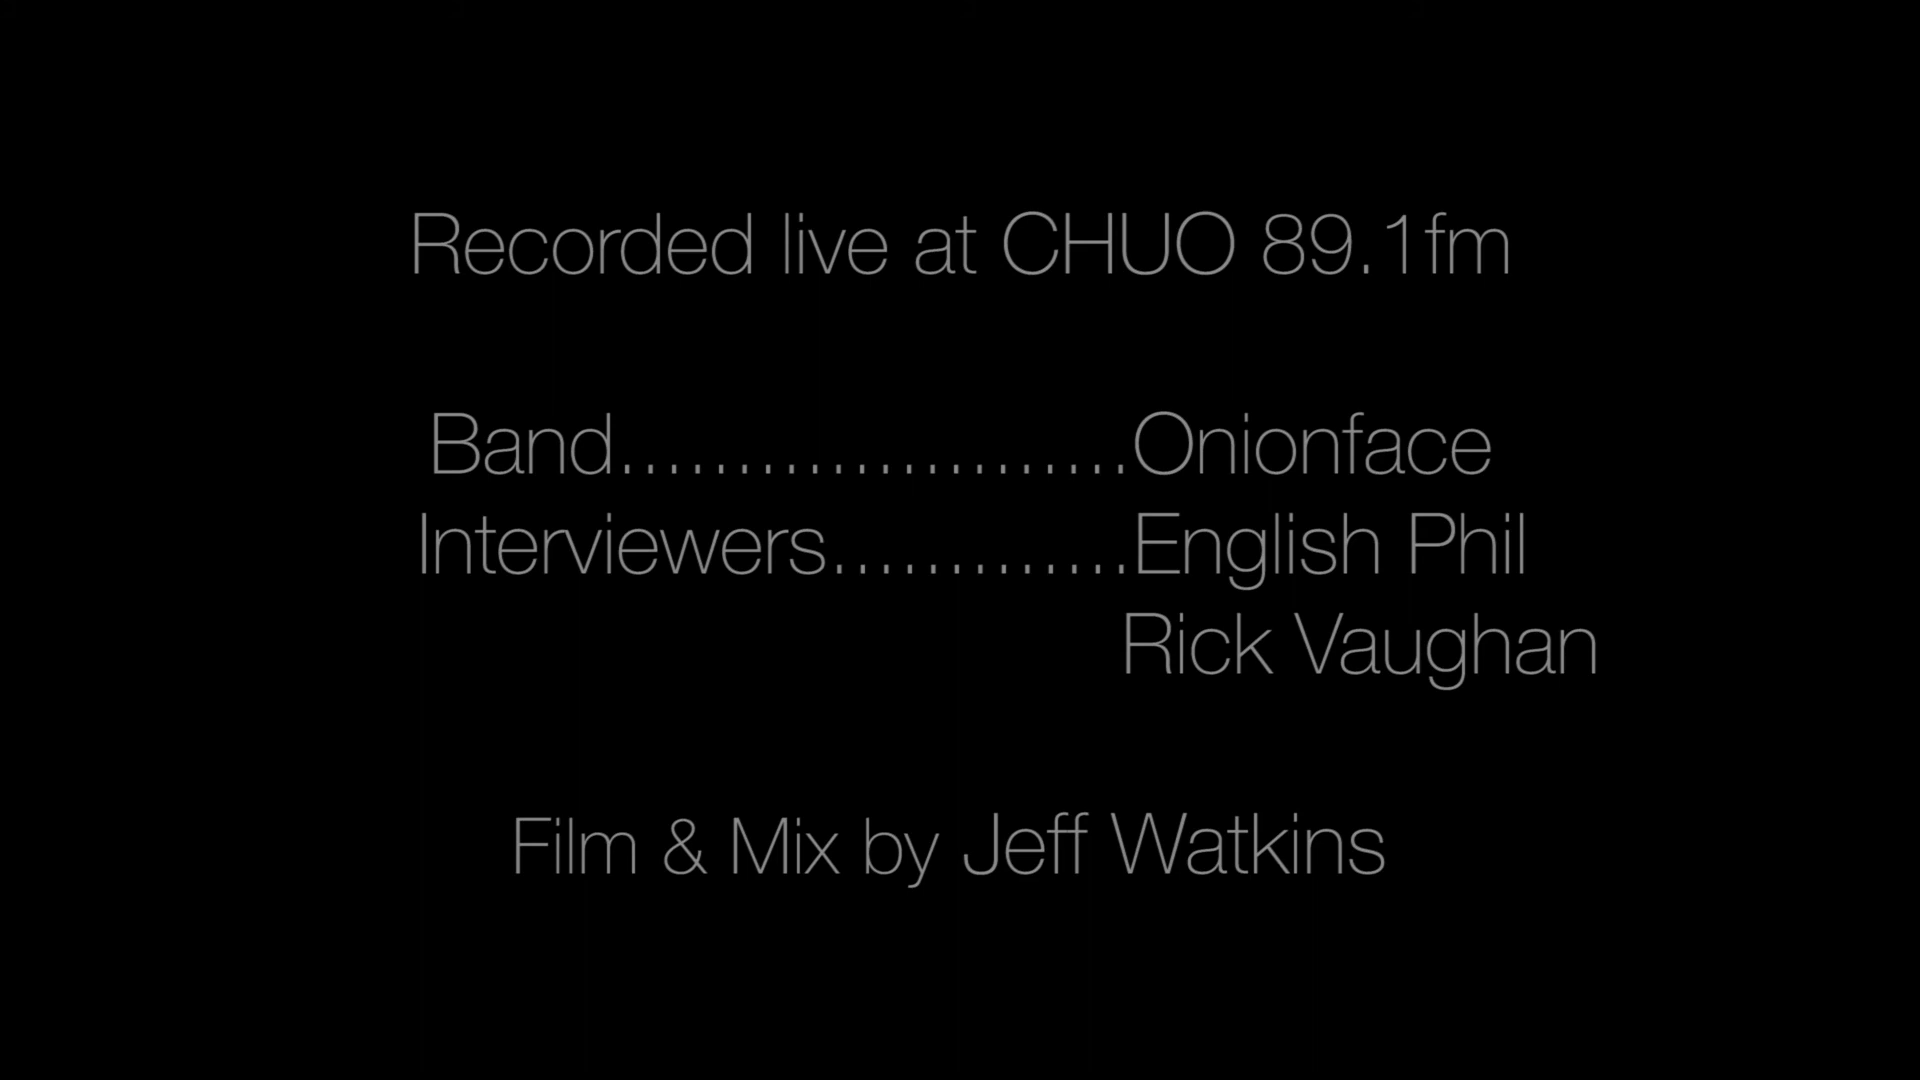 Recorded live at CHUO 89.1fm
Band......................Onionface
Interviewers.............English Phil
Rick Vaughan
Film & Mix by Jeff Watkins